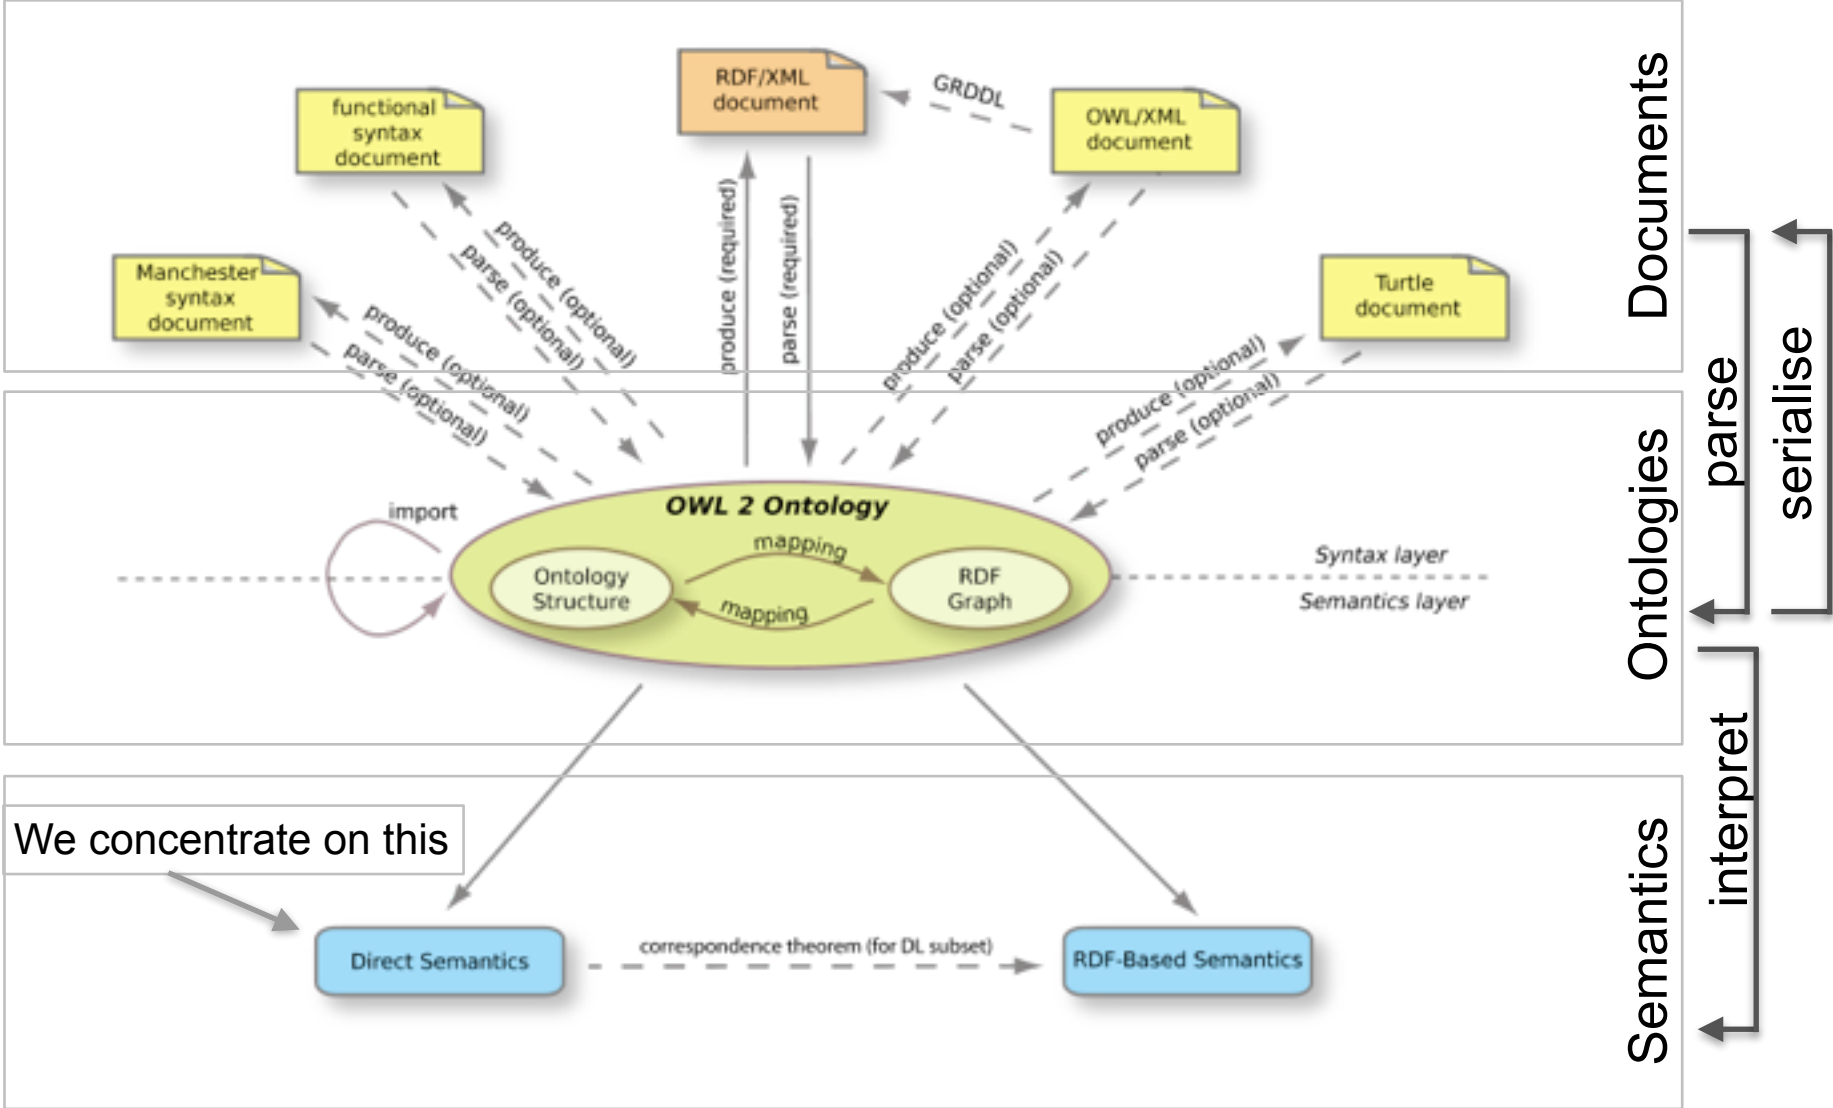 RDF/XML
document
GRDDL
functional
syntax
document
OWL/XML
document
Documents
Manchester
syntax
document
Turtle
document
produce (optional)
parse (optional)
produce (optional)
parse (optional)
produce (required)
parse (required)
produce (optional)
parse (optional)
produce (optional)
parse (optional)
parse
serialise
import
OWL 2 Ontology
mapping
Ontology
Structure
RDF
Graph
mapping
Syntax layer
Semantics layer
Ontologies
interpret
We concentrate on this
Direct Semantics
correspondence theorem (for DL subset)
RDF-Based Semantics
Semantics